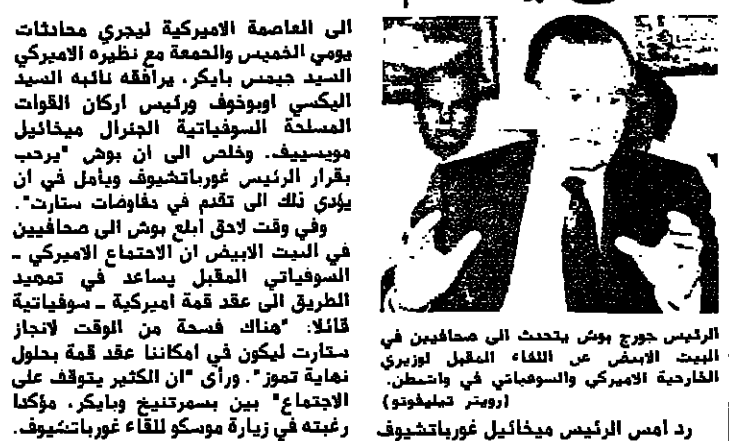 الرئيس جورج بوش يتحدث الى صحافيين في
البيت الابيض عن اللقاء المقبل لوزيري
الخارجية الاميركي والسوفياتي في واشنطن.
(رويتر تيليفوتو)
رد امس الرئيس ميخائيل غورباتشيوف
الى العاصمة الاميركية ليجري محادثات
يومي الخميس والجمعة مع نظيره الاميركي
السيد جيمس بايكر، يرافقه نائبه السيد
اليكسي اوبوخوف ورئيس اركان القوات
المسلحة السوفياتية الجنرال ميخائيل
مويسييف. وخلص الى ان بوش "يرحب
بقرار الرئيس غورباتشيوف ويأمل في ان
يؤدي ذلك الى تقدم في مفاوضات ستارت".
وفي وقت لاحق ابلغ بوش الى صحافيين
في البيت الابيض ان الاجتماع الاميركي ـ
السوفياتي المقبل يساعد في تمهيد
الطريق الى عقد قمة اميركية ـ سوفياتية
قائلا: "هناك فسحة من الوقت لانجاز
ستارت ليكون في امكاننا عقد قمة بحلول
نهاية تموز". ورأى "ان الكثير يتوقف على
الاجتماع" بين بسمرتنيخ وبايكر، مؤكدا
رغبته في زيارة موسكو للقاء غورباتشيوف.